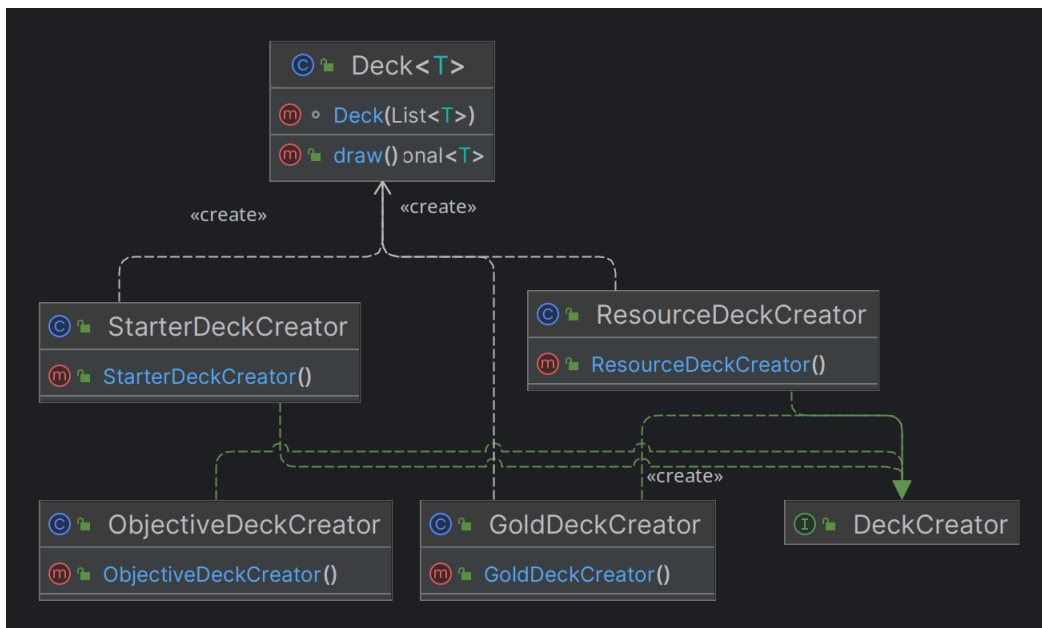 Deck<T>
Deck(List<T>)
draw() onal<T>
«create»
«create»
StarterDeckCreator
StarterDeckCreator()
ResourceDeckCreator
ResourceDeckCreator()
«create»
ObjectiveDeckCreator
ObjectiveDeckCreator()
GoldDeckCreator
GoldDeckCreator()
DeckCreator